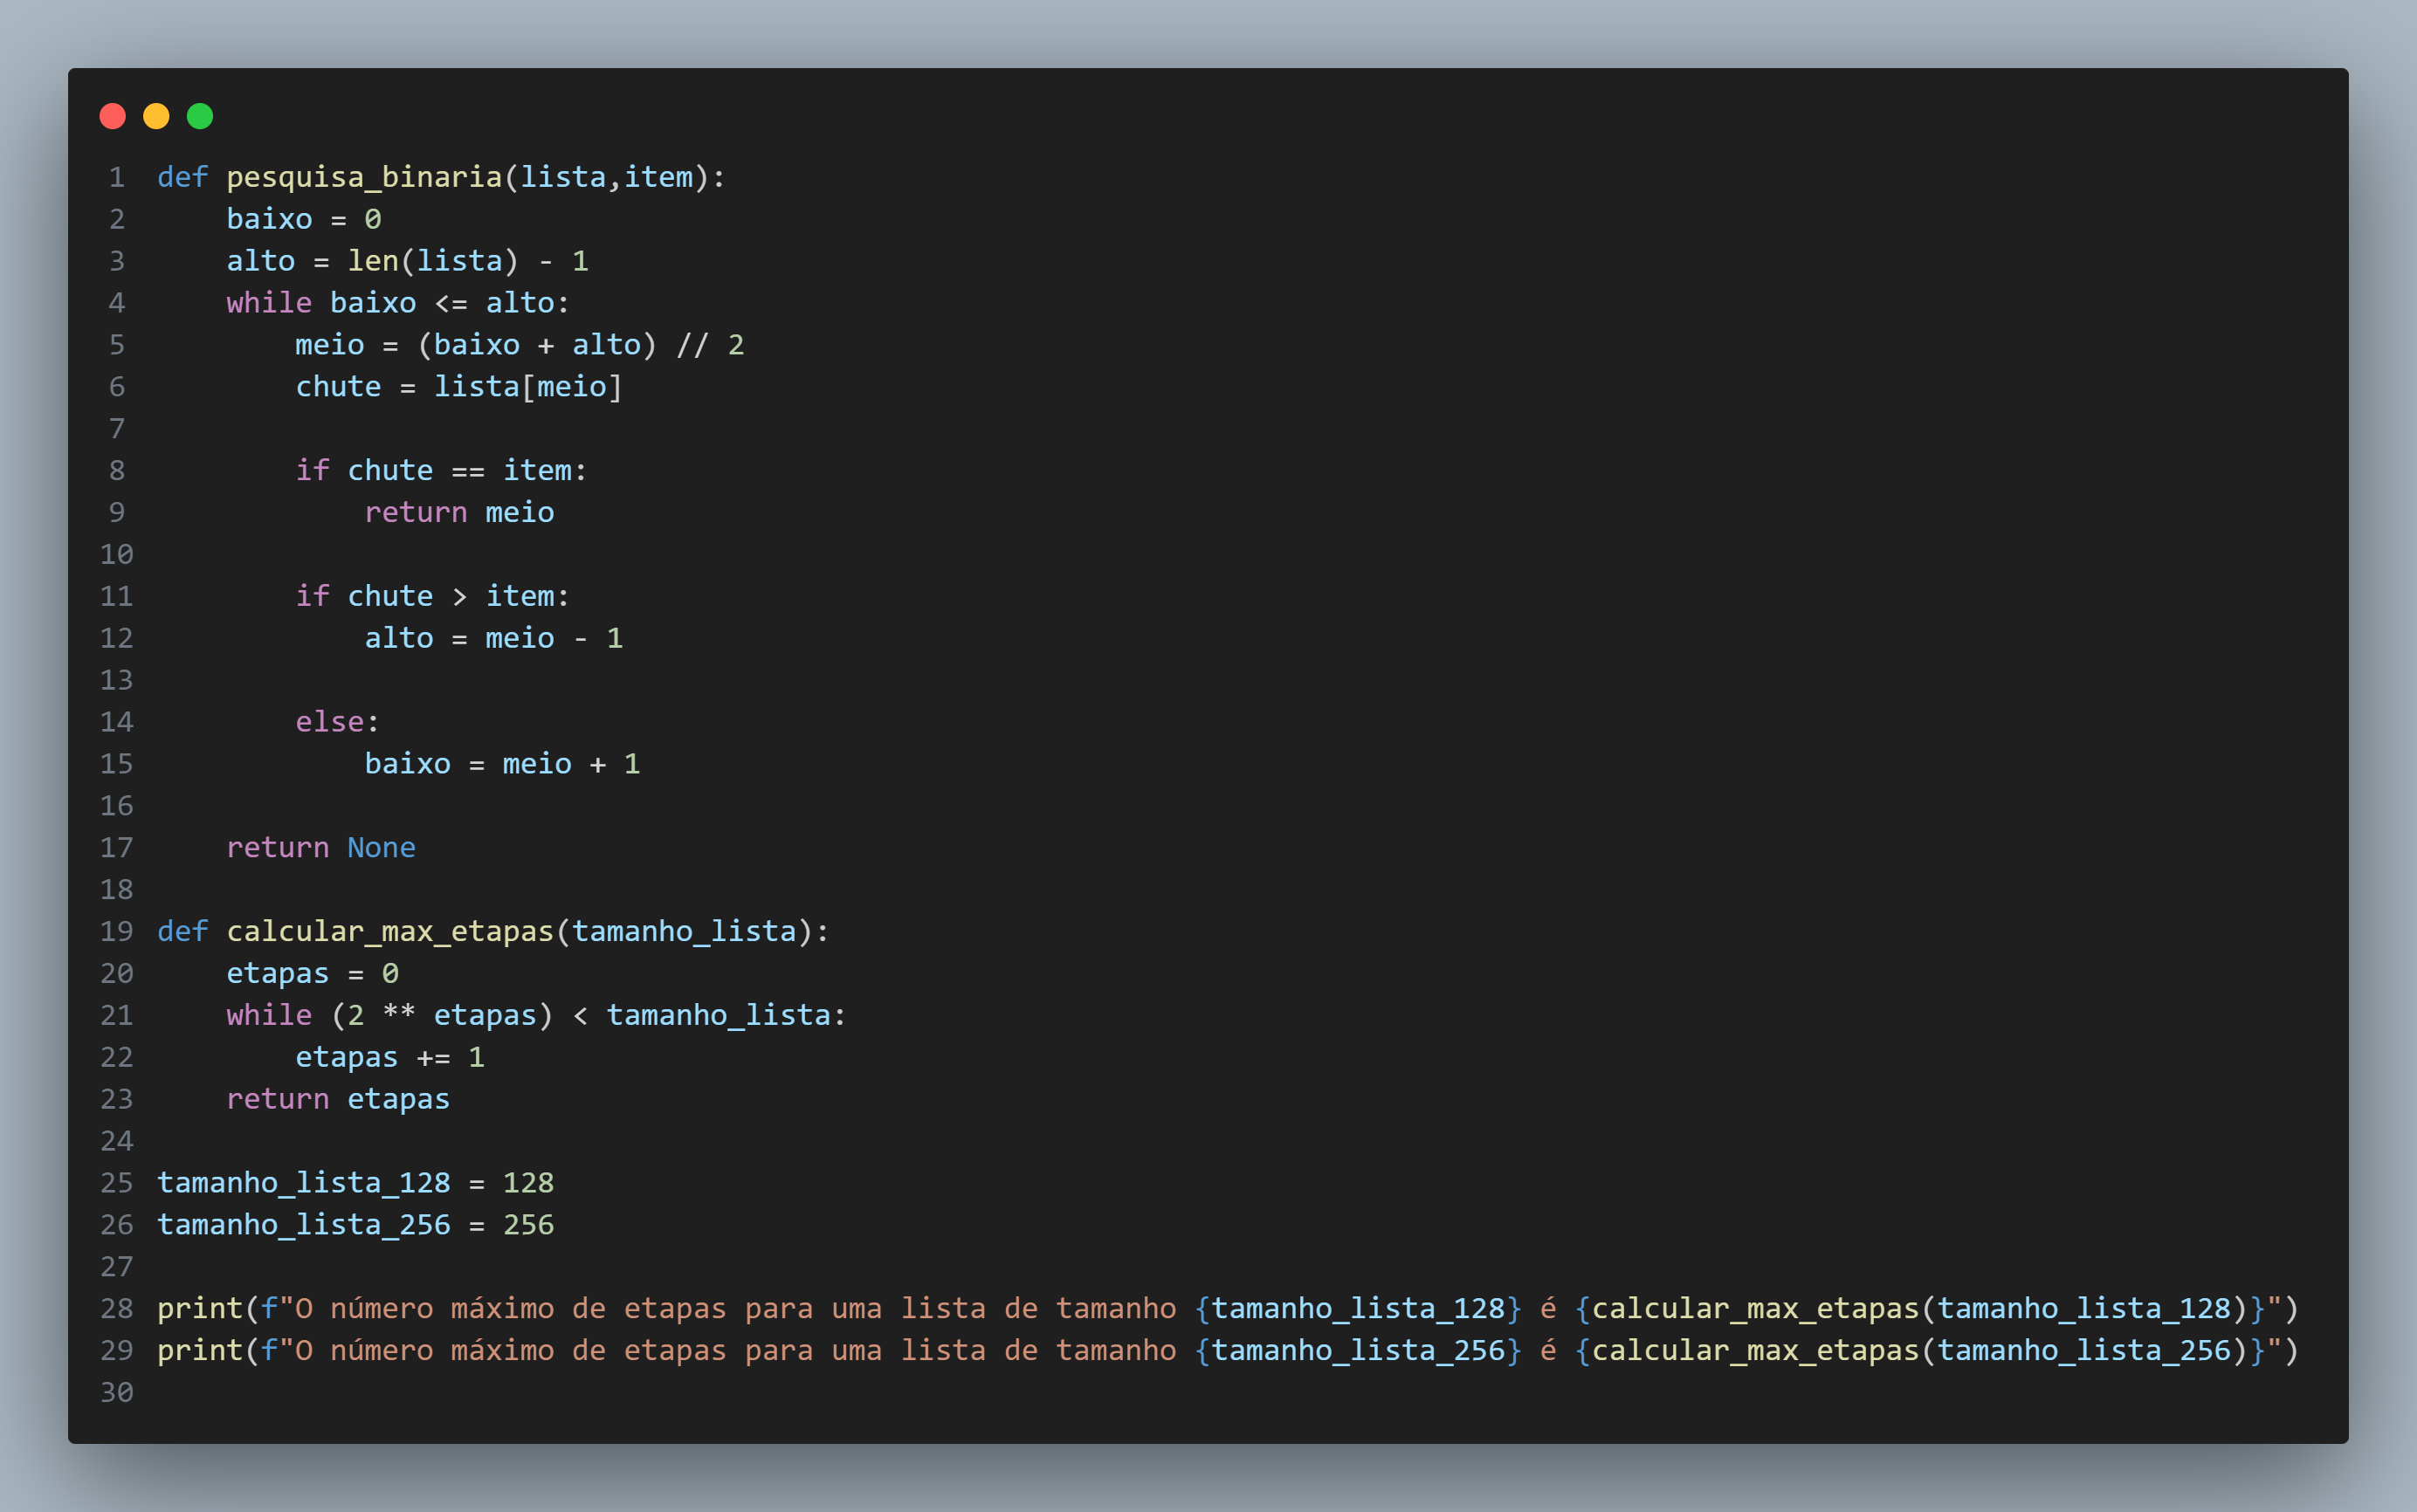 1 def pesquisa_binaria(lista,item):
2     baixo = 0
3     alto = len(lista) - 1
4     while baixo <= alto:
5         meio = (baixo + alto) // 2
6         chute = lista[meio]
7
8         if chute == item:
9             return meio
10
11         if chute > item:
12             alto = meio - 1
13
14         else:
15             baixo = meio + 1
16
17     return None
18
19 def calcular_max_etapas(tamanho_lista):
20     etapas = 0
21     while (2 ** etapas) < tamanho_lista:
22         etapas += 1
23     return etapas
24
25 tamanho_lista_128 = 128
26 tamanho_lista_256 = 256
27
28 print(f"O número máximo de etapas para uma lista de tamanho {tamanho_lista_128} é {calcular_max_etapas(tamanho_lista_128)}")
29 print(f"O número máximo de etapas para uma lista de tamanho {tamanho_lista_256} é {calcular_max_etapas(tamanho_lista_256)}")
30